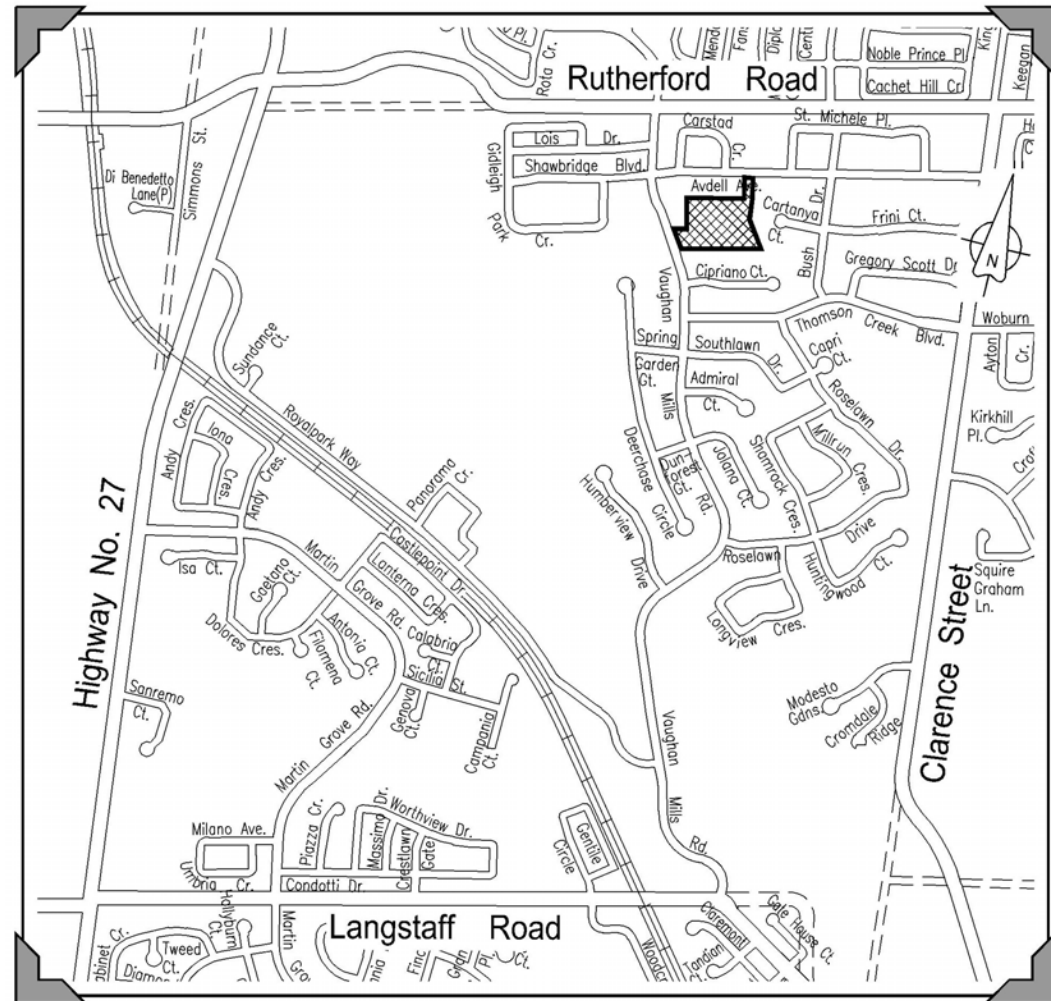 Noble Prince Pl.
Cachet Hill Cr.
Keegan
Rota Cr.
Rutherford Road
St. Michele Pl.
Carstad
Cr.
Lois Dr.
Shawbridge Blvd.
Gidleigh
Park
Cr.
Simmons St.
Di Benedetto
Lane(P)
Avdell Ave.
Cartanya
Ct.
Dr.
Bush
Frini Ct.
Gregory Scott Dr
N
Cipriano Ct.
Vaughan
Mills
Rd.
Thomson Creek Blvd.
Woburn
Ayton
Cr.
Spring
Garden
Gt.
Southlawn
Dr.
Capri
Ct.
Admiral
Ct.
Roselawn
Dr.
Kirkhill
Pl.
Sundance
Ct.
Royalpark Way
Andy
Cres.
Iona
Cres.
Andy Cres.
Deerchase
Circle
Dun-
forest
Gt.
Jalana Ct.
Shamrock Cres.
Millrun
Cres.
Panorama
Cr.
Humberview
Drive
Highway No. 27
Martin
Grove Rd.
Castlepoint Dr.
Lanterna Cres.
Isa Ct.
Gaetano
Ct.
Dolores Cres.
Filomena
Ct.
Antonia Ct.
Calabria
Ct.
Sicilia St.
Genova
Ct.
Campania
Ct.
Roselawn
Drive
Huntingwood
Ct.
Longview Cres.
Squire
Graham
Ln.
Clarence Street
Sanremo
Ct.
Martin Grove Rd.
Modesto
Gdns.
Cromdale
Ridge
Vaughan
Mills
Rd.
Milano Ave.
Umbria Cr.
Piazza Cr.
Massimo
Dr.
Worthview Dr.
Crestlawn
Gate
Gentile
Circle
Condotti Dr.
Langstaff Road
Hallyburn
Ct.
Martin
Tweed
Ct.
Claremont
Gate House Ct.
Tandian